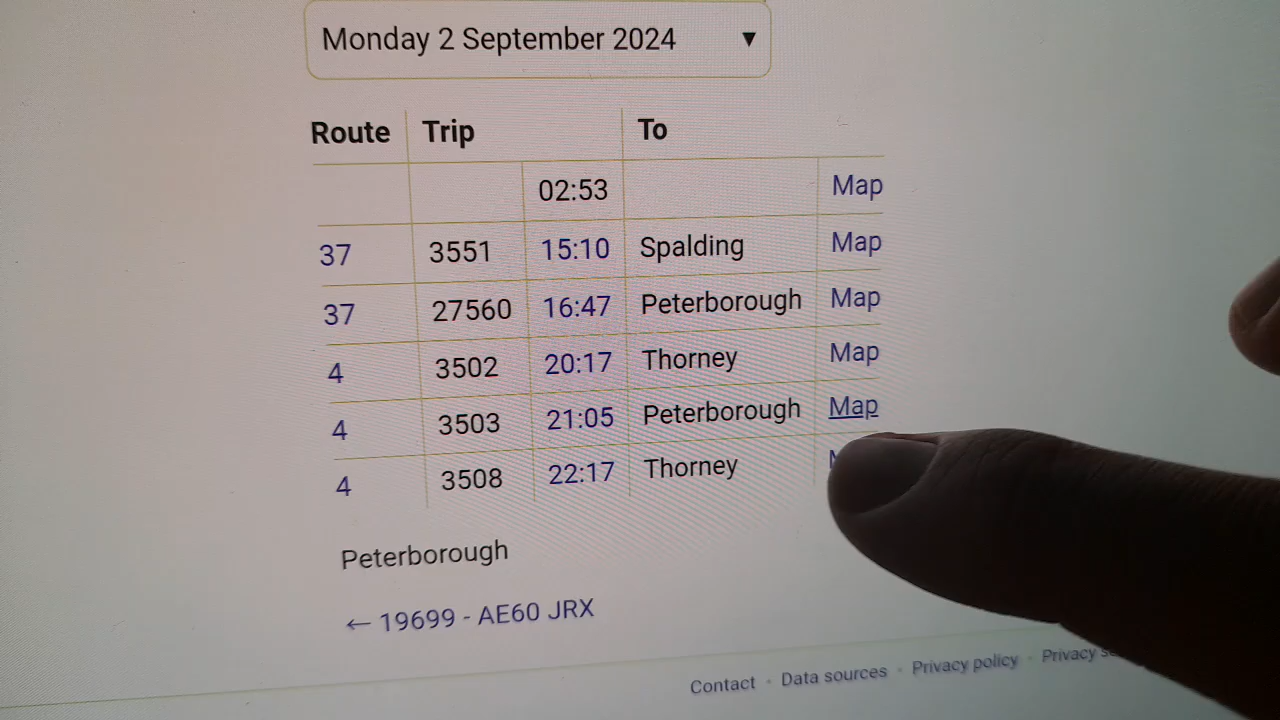 Monday 2 September 2024 ▼
Route Trip To
02:53 Map
37 3551 15:10 Spalding Map
37 27560 16:47 Peterborough Map
4 3502 20:17 Thorney Map
4 3503 21:05 Peterborough Map
4 3508 22:17 Thorney
Peterborough
← 19699 - AE60 JRX
Contact · Data sources · Privacy policy · Privacy